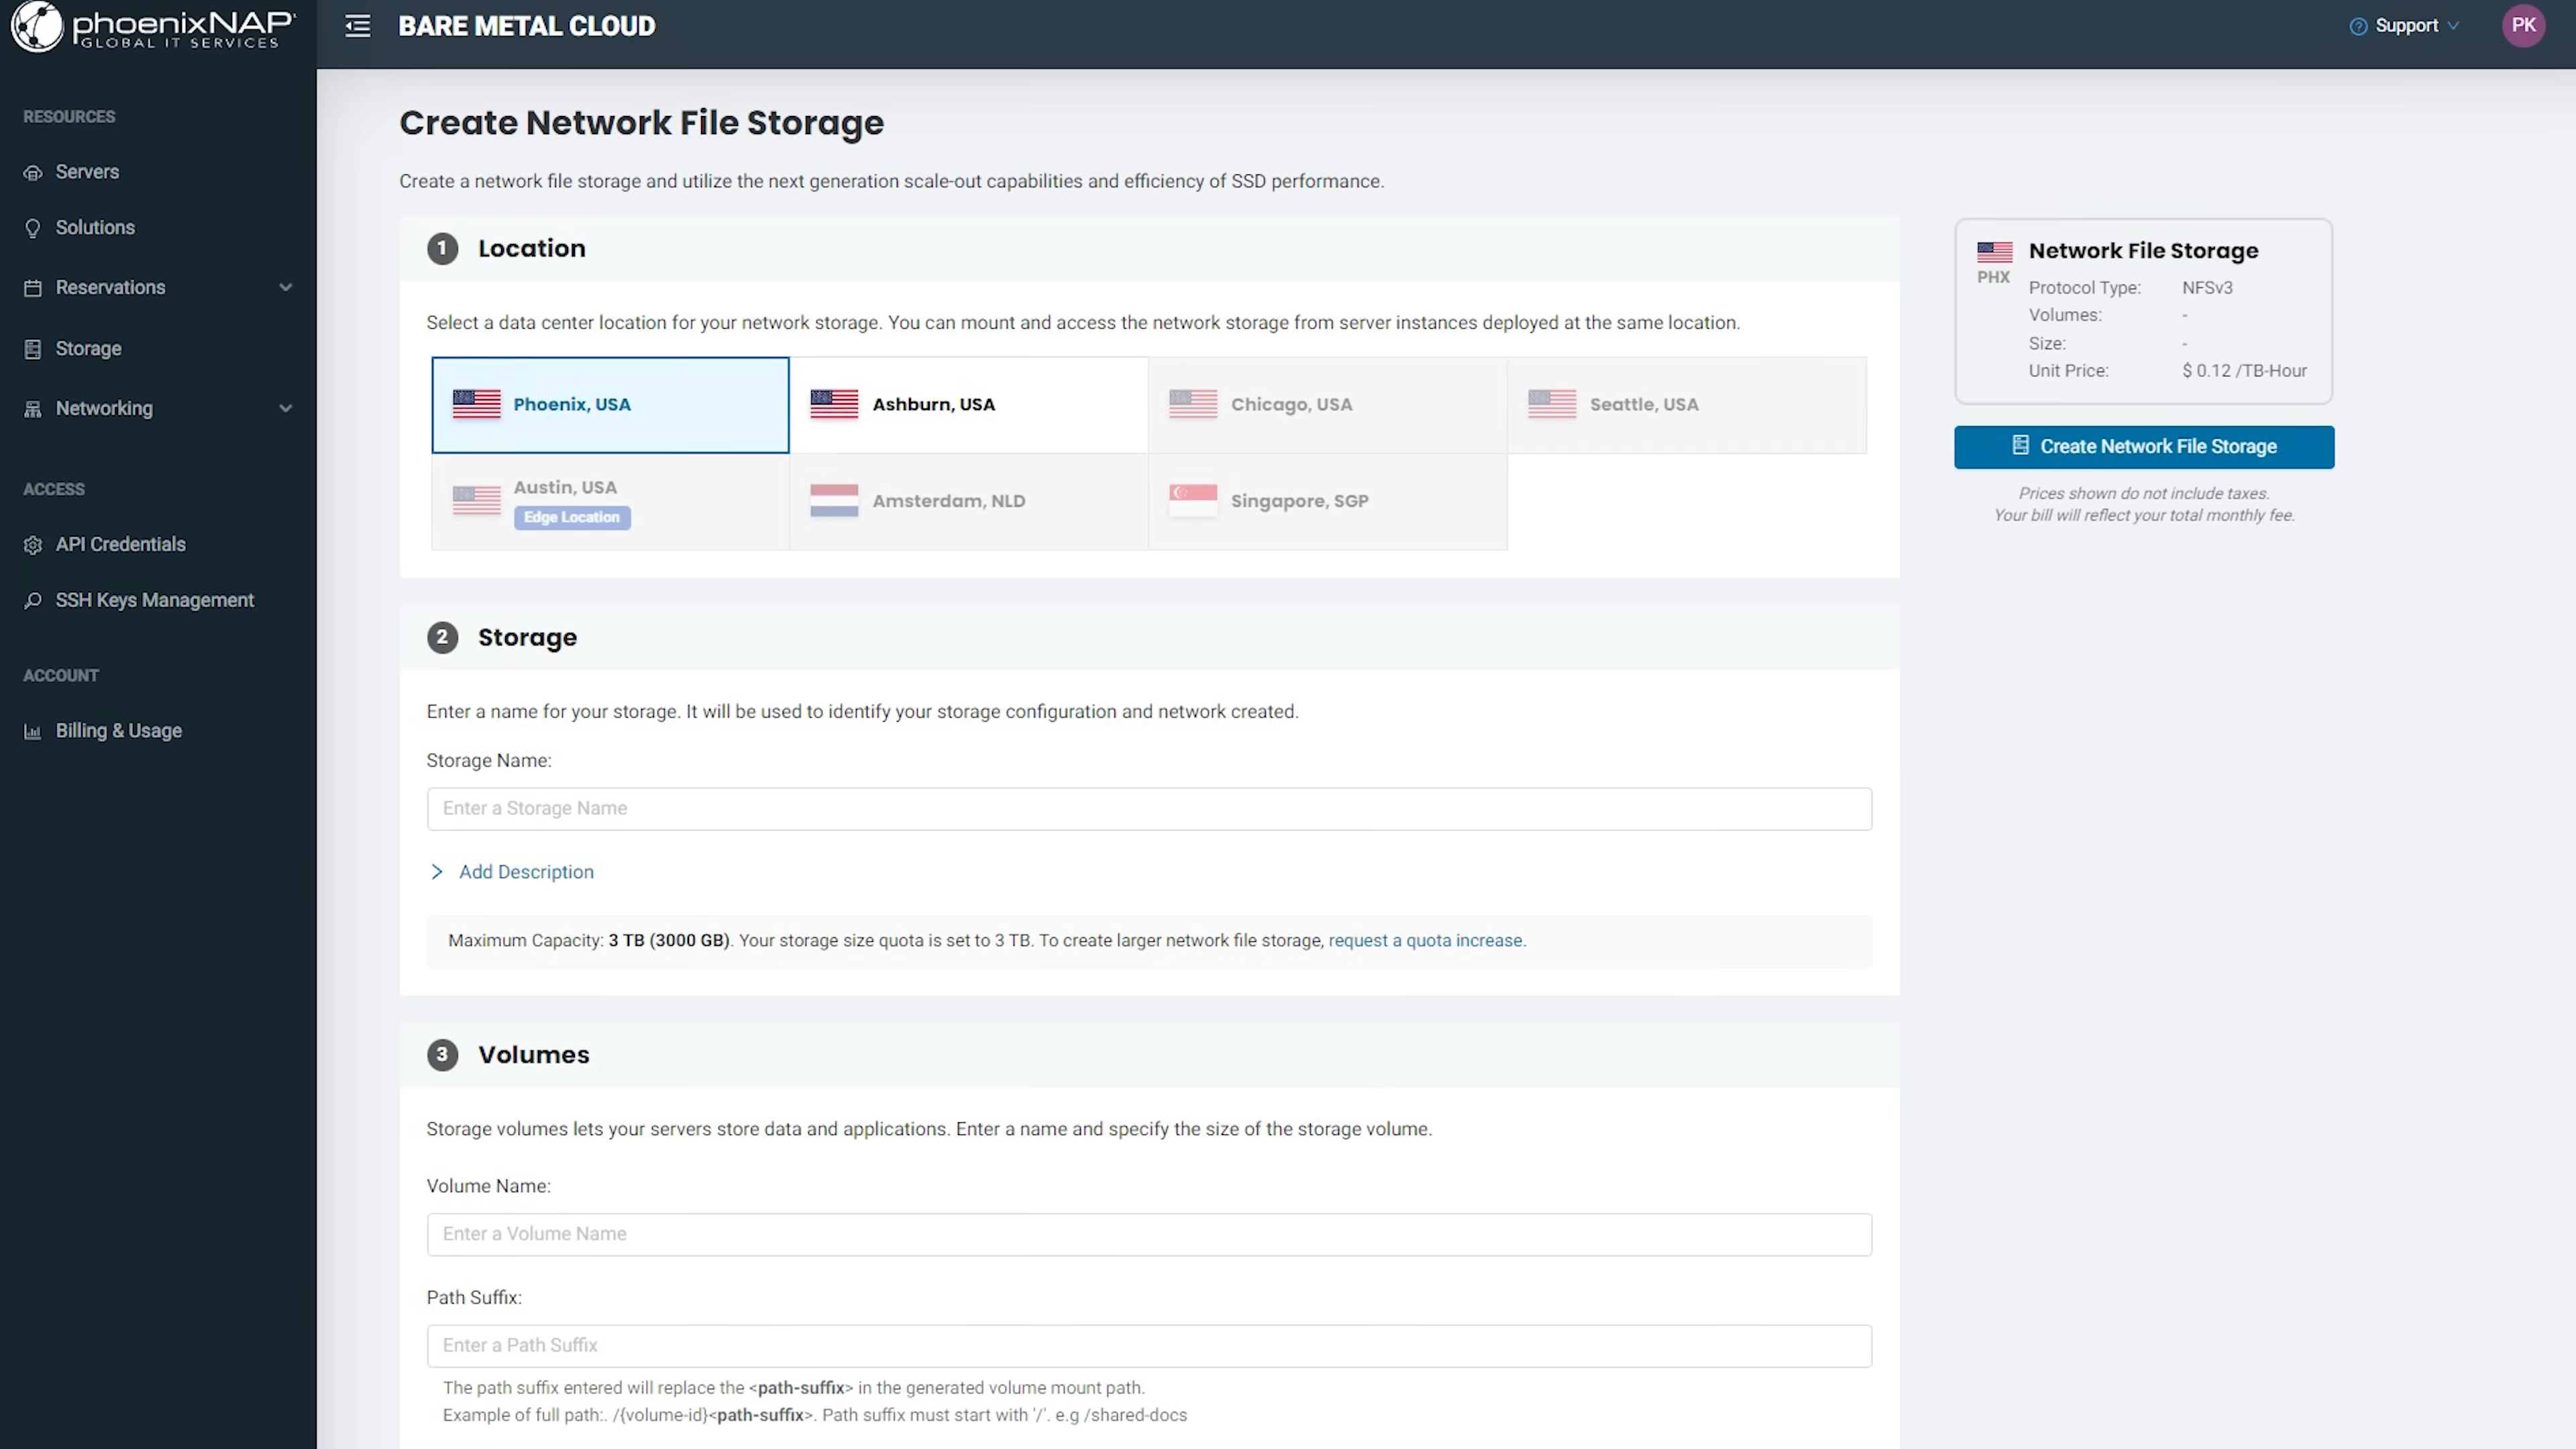 phoenixNAP
GLOBAL IT SERVICES
BARE METAL CLOUD
Support
PK
RESOURCES
Servers
Solutions
Reservations
Storage
Networking
ACCESS
API Credentials
SSH Keys Management
ACCOUNT
Billing & Usage
Create Network File Storage
Create a network file storage and utilize the next generation scale-out capabilities and efficiency of SSD performance.
1 Location
Select a data center location for your network storage. You can mount and access the network storage from server instances deployed at the same location.
Phoenix, USA
Ashburn, USA
Chicago, USA
Seattle, USA
Austin, USA
Edge Location
Amsterdam, NLD
Singapore, SGP
2 Storage
Enter a name for your storage. It will be used to identify your storage configuration and network created.
Storage Name:
Enter a Storage Name
Add Description
Maximum Capacity: 3 TB (3000 GB). Your storage size quota is set to 3 TB. To create larger network file storage, request a quota increase.
3 Volumes
Storage volumes lets your servers store data and applications. Enter a name and specify the size of the storage volume.
Volume Name:
Enter a Volume Name
Path Suffix:
Enter a Path Suffix
The path suffix entered will replace the <path-suffix> in the generated volume mount path.
Example of full path:. /{volume-id}<path-suffix>. Path suffix must start with '/'. e.g /shared-docs
PHX
Network File Storage
Protocol Type: NFSv3
Volumes: -
Size: -
Unit Price: $ 0.12 /TB-Hour
Create Network File Storage
Prices shown do not include taxes.
Your bill will reflect your total monthly fee.